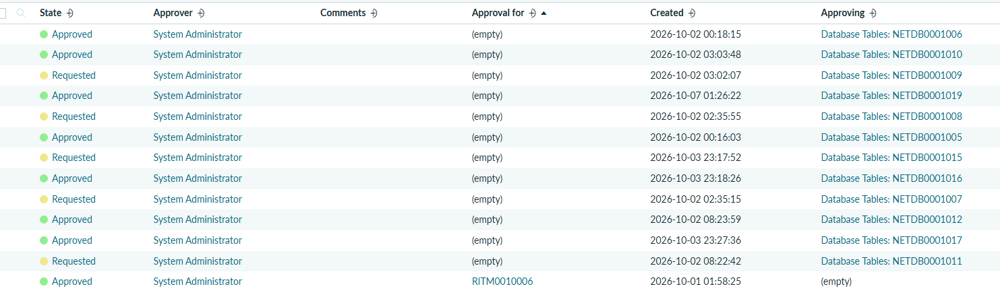 State Approver Comments Approval for Created Approving
Approved System Administrator (empty) 2026-10-02 00:18:15 Database Tables: NETDB0001006
Approved System Administrator (empty) 2026-10-02 03:03:48 Database Tables: NETDB0001010
Requested System Administrator (empty) 2026-10-02 03:02:07 Database Tables: NETDB0001009
Approved System Administrator (empty) 2026-10-07 01:26:22 Database Tables: NETDB0001019
Requested System Administrator (empty) 2026-10-02 02:35:55 Database Tables: NETDB0001008
Approved System Administrator (empty) 2026-10-02 00:16:03 Database Tables: NETDB0001005
Requested System Administrator (empty) 2026-10-03 23:17:52 Database Tables: NETDB0001015
Approved System Administrator (empty) 2026-10-03 23:18:26 Database Tables: NETDB0001016
Requested System Administrator (empty) 2026-10-02 02:35:15 Database Tables: NETDB0001007
Approved System Administrator (empty) 2026-10-02 08:23:59 Database Tables: NETDB0001012
Approved System Administrator (empty) 2026-10-03 23:27:36 Database Tables: NETDB0001017
Requested System Administrator (empty) 2026-10-02 08:22:42 Database Tables: NETDB0001011
Approved System Administrator RITM0010006 2026-10-01 01:58:25 (empty)